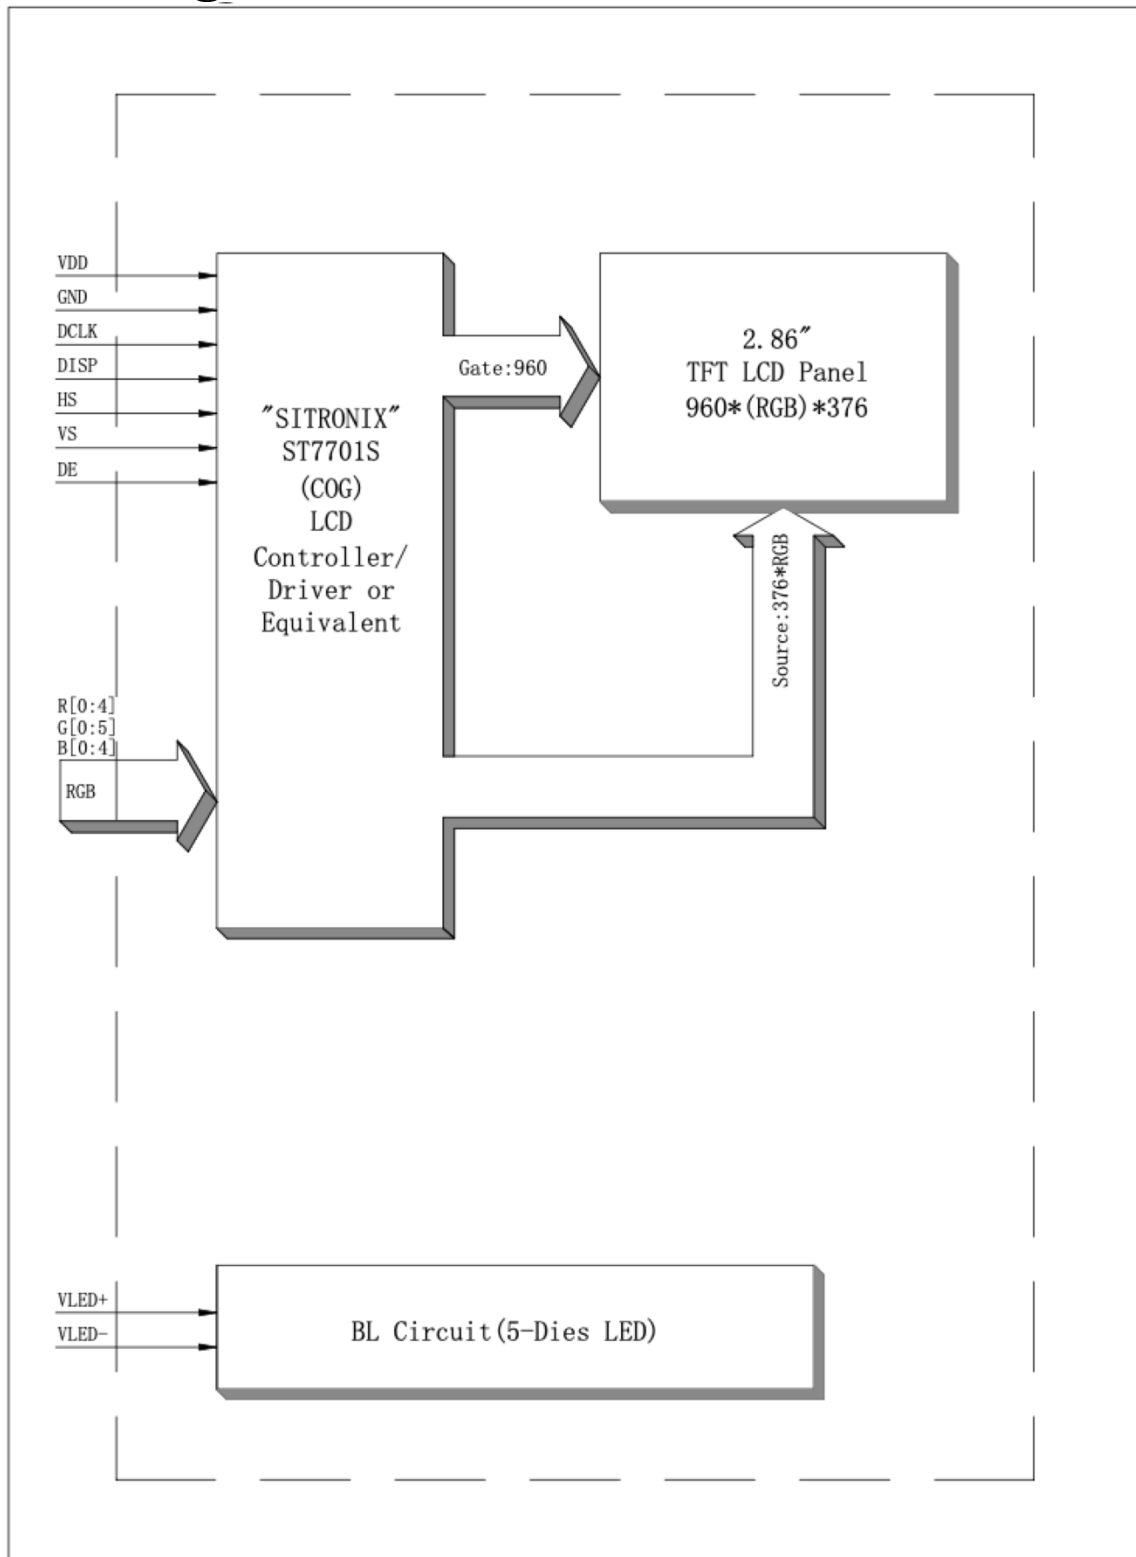 VDD
GND
DCLK
DISP
HS
VS
DE
"SITRONIX"
ST7701S
(COG)
LCD
Controller/
Driver or
Equivalent
Gate:960
2.86"
TFT LCD Panel
960*(RGB)*376
Source:376*RGB
R[0:4]
G[0:5]
B[0:4]
RGB
VLED+
VLED-
BL Circuit(5-Dies LED)